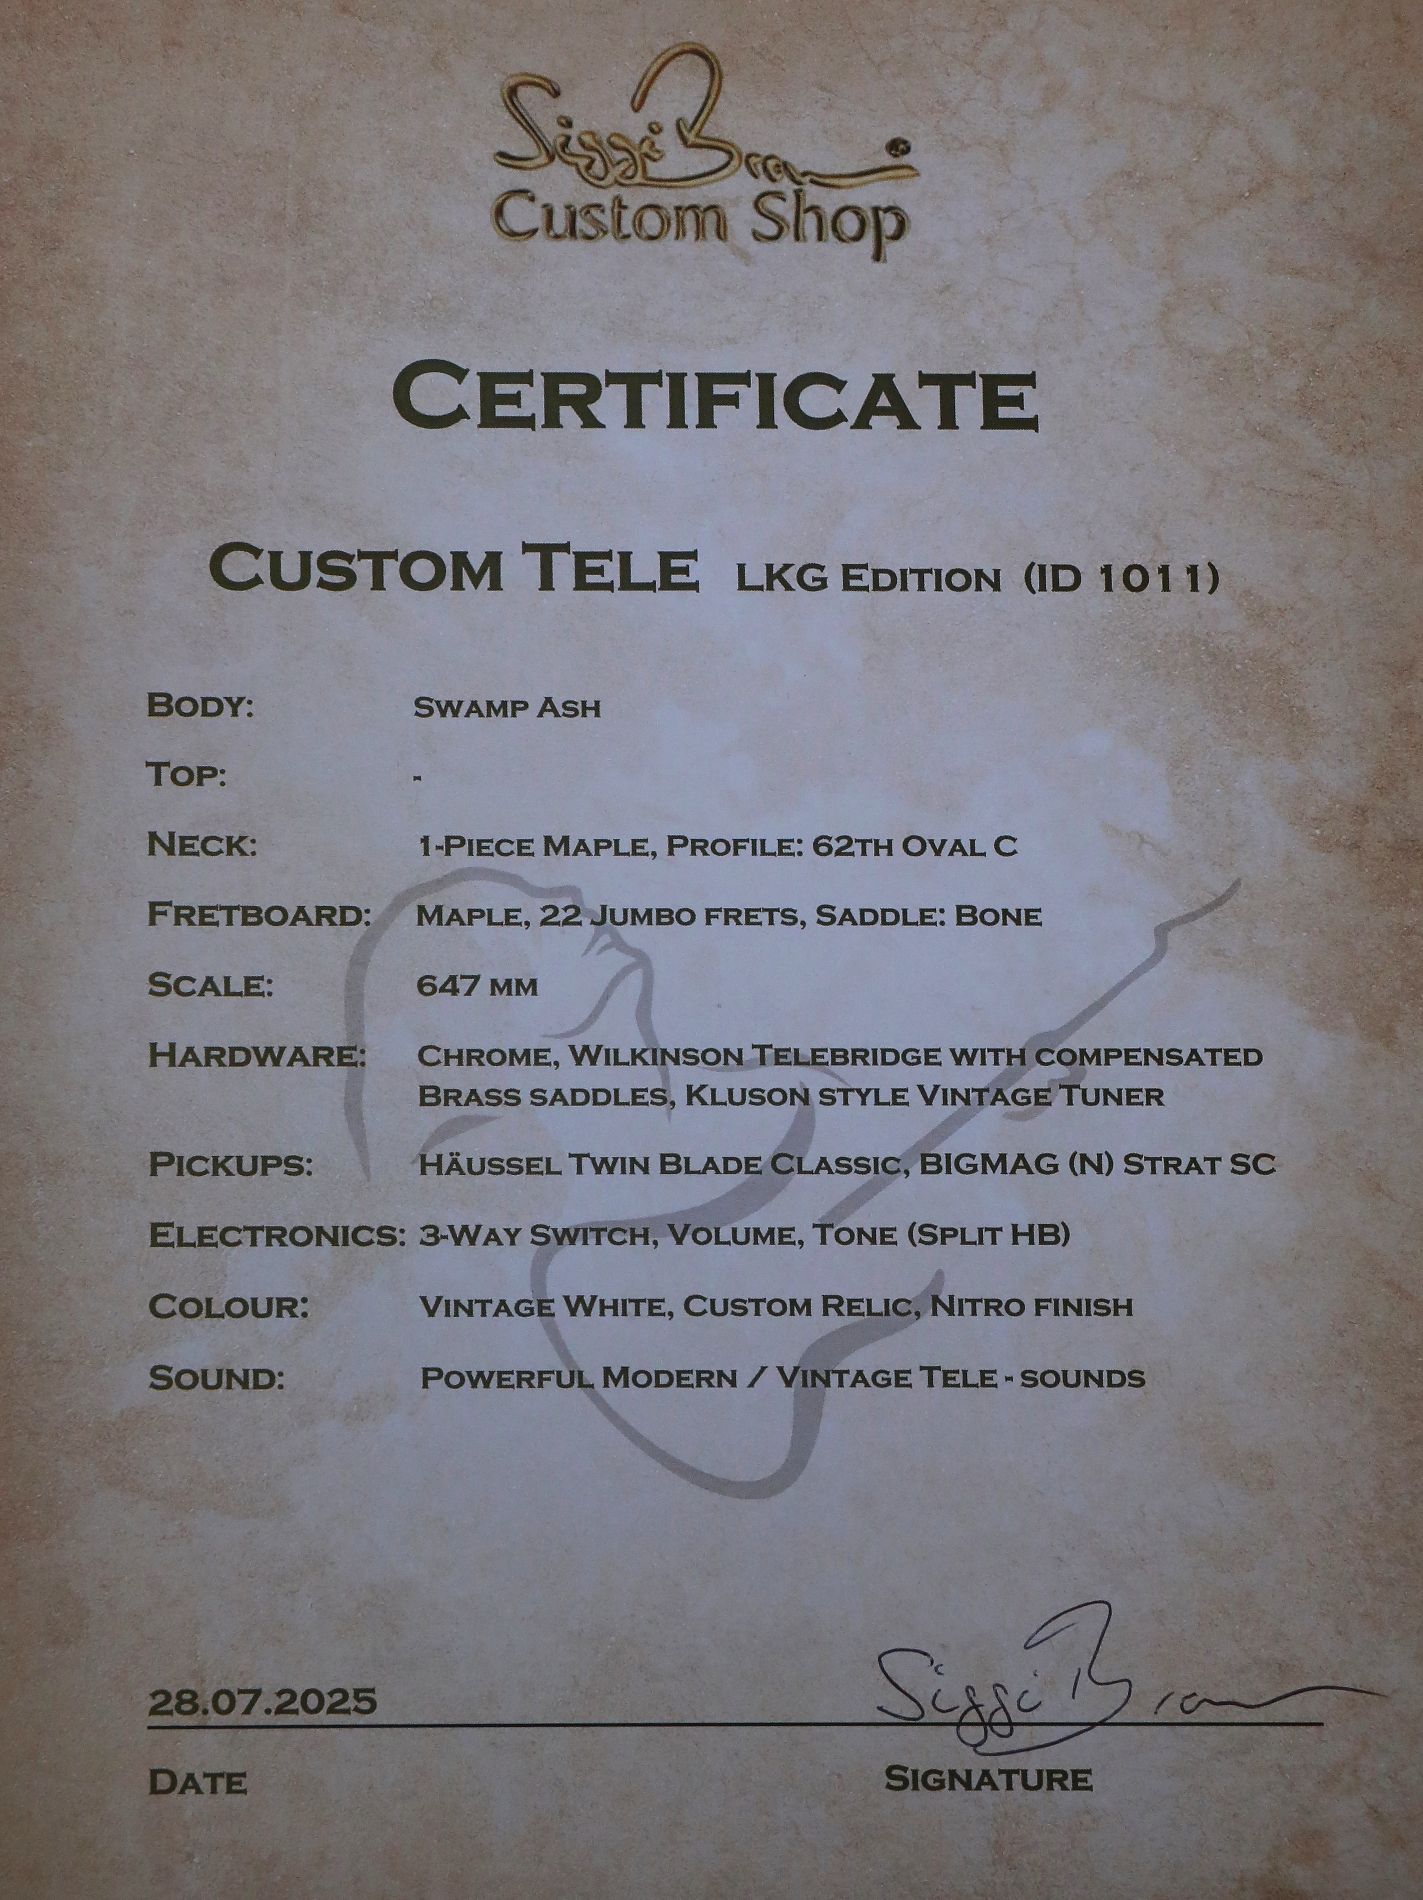 Siggi Braun
Custom Shop
CERTIFICATE
CUSTOM TELE LKG EDITION (ID 1011)
BODY: SWAMP ASH
TOP: -
NECK: 1-PIECE MAPLE, PROFILE: 62TH OVAL C
FRETBOARD: MAPLE, 22 JUMBO FRETS, SADDLE: BONE
SCALE: 647 MM
HARDWARE: CHROME, WILKINSON TELEBRIDGE WITH COMPENSATED
BRASS SADDLES, KLUSON STYLE VINTAGE TUNER
PICKUPS: HÄUSSEL TWIN BLADE CLASSIC, BIGMAG (N) STRAT SC
ELECTRONICS: 3-WAY SWITCH, VOLUME, TONE (SPLIT HB)
COLOUR: VINTAGE WHITE, CUSTOM RELIC, NITRO FINISH
SOUND: POWERFUL MODERN / VINTAGE TELE - SOUNDS
28.07.2025 Siggi Braun
DATE SIGNATURE